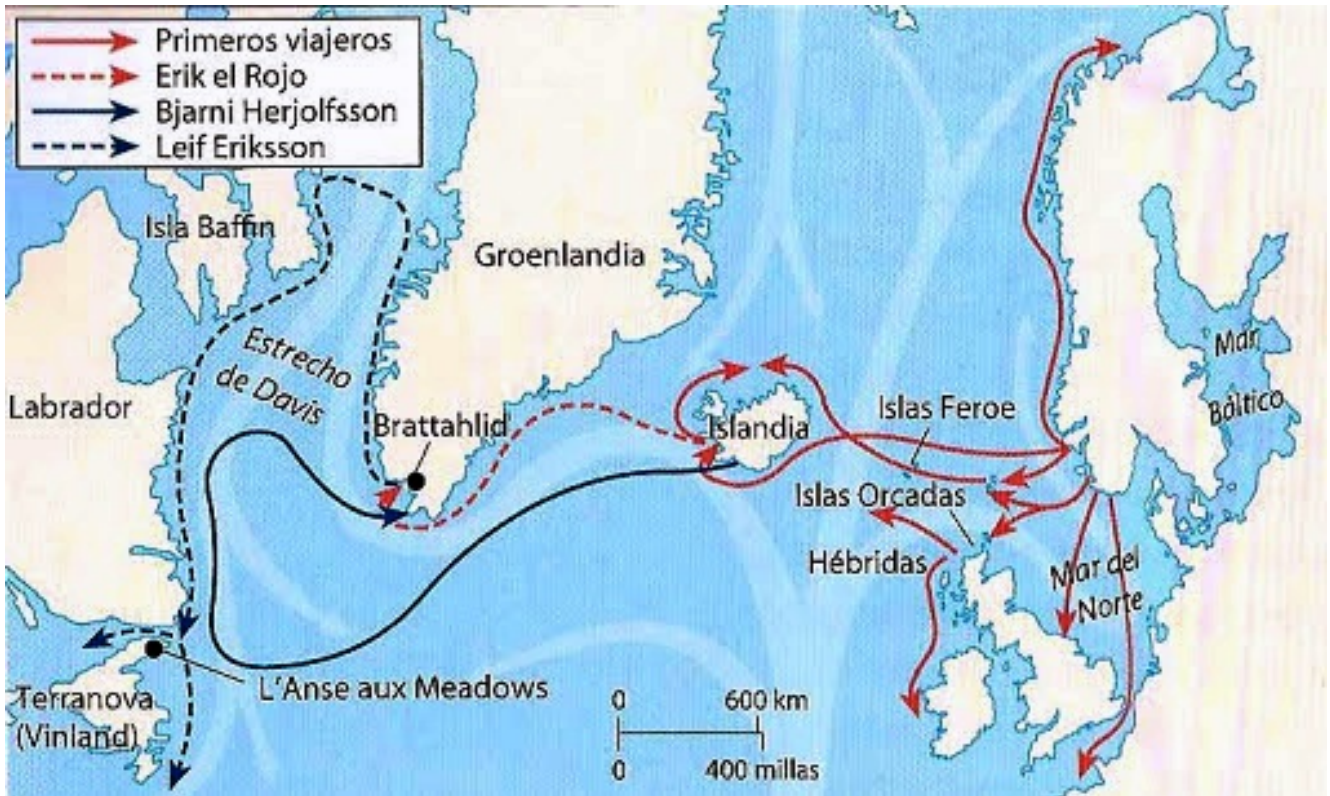 Primeros viajeros
Erik el Rojo
Bjarni Herjolfsson
Leif Eriksson
Isla Baffin
Groenlandia
Estrecho
de Davis
Mar
Báltico
Labrador
Brattahlid
Islandia
Islas Feroe
Islas Orcadas
Hébridas
Mar del
Norte
L'Anse aux Meadows
Terranova
(Vinland)
0
600 km
0
400 millas